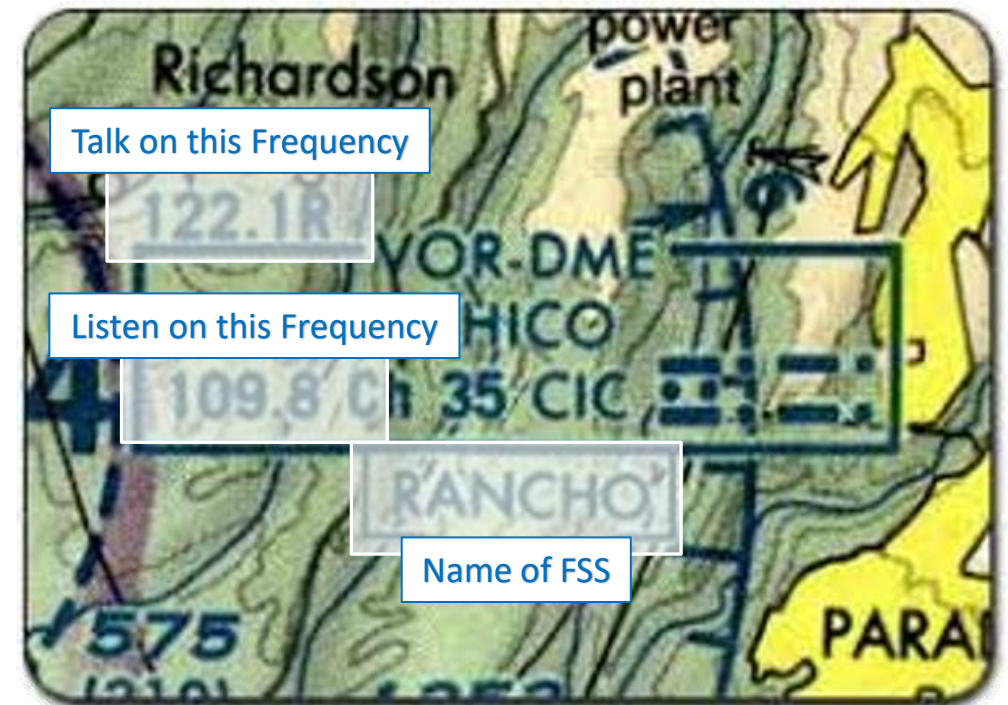 power
Richardson
plant
Talk on this Frequency
122.1R
VOR-DME
HICO
Listen on this Frequency
109.8 Ch 35 CIC
RANCHO
Name of FSS
575
PARA